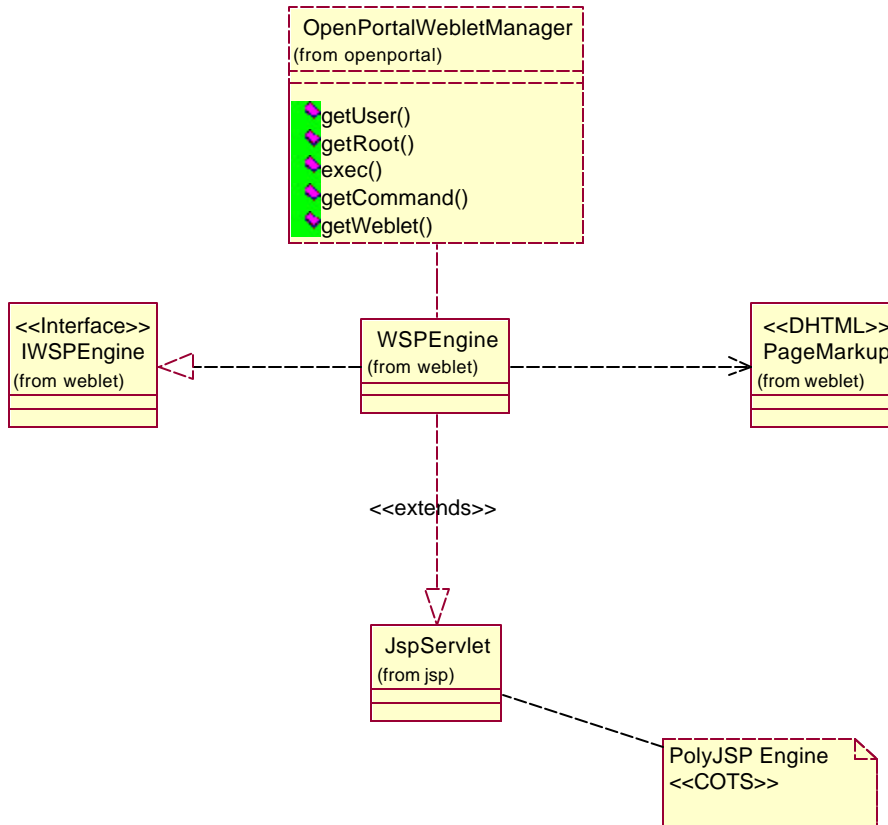 OpenPortalWebletManager
(from openportal)
getUser()
getRoot()
exec()
getCommand()
getWeblet()
<<Interface>>
IWSPEngine
(from weblet)
WSPEngine
(from weblet)
<<DHTML>>
PageMarkup
(from weblet)
<<extends>>
JspServlet
(from jsp)
PolyJSP Engine
<<COTS>>